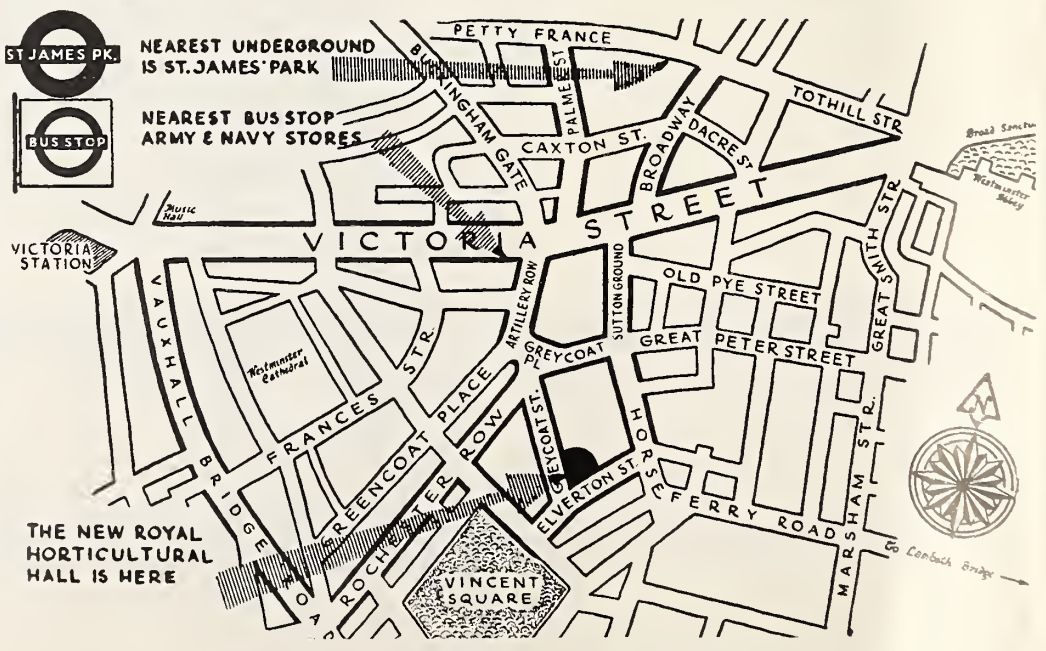 ST JAMES PK.
NEAREST UNDERGROUND
IS ST. JAMES' PARK
BUS STOP
NEAREST BUS STOP
ARMY & NAVY STORES
PETTY FRANCE
BUCKINGHAM GATE
PALMER ST
TOTHILL STR
BROADWAY
DACRE ST
CAXTON ST.
Broad Sanctu
Westminster
Abbey
Music
Hall
VICTORIA
STATION
VICTORIA STREET
GREAT SMITH STR
ARTILLERY ROW
SUTTON GROUND
OLD PYE STREET
GREYCOAT
PL
GREAT PETER STREET
VAUXHALL BRIDGE ROAD
Westminster
Cathedral
FRANCES STR.
GREENCOAT PLACE
ROCHESTER ROW
GREYCOAT ST.
ELVERTON ST.
HORSEFERRY ROAD
MARSHAM STR.
N
To Lambeth Bridge
THE NEW ROYAL
HORTICULTURAL
HALL IS HERE
VINCENT
SQUARE